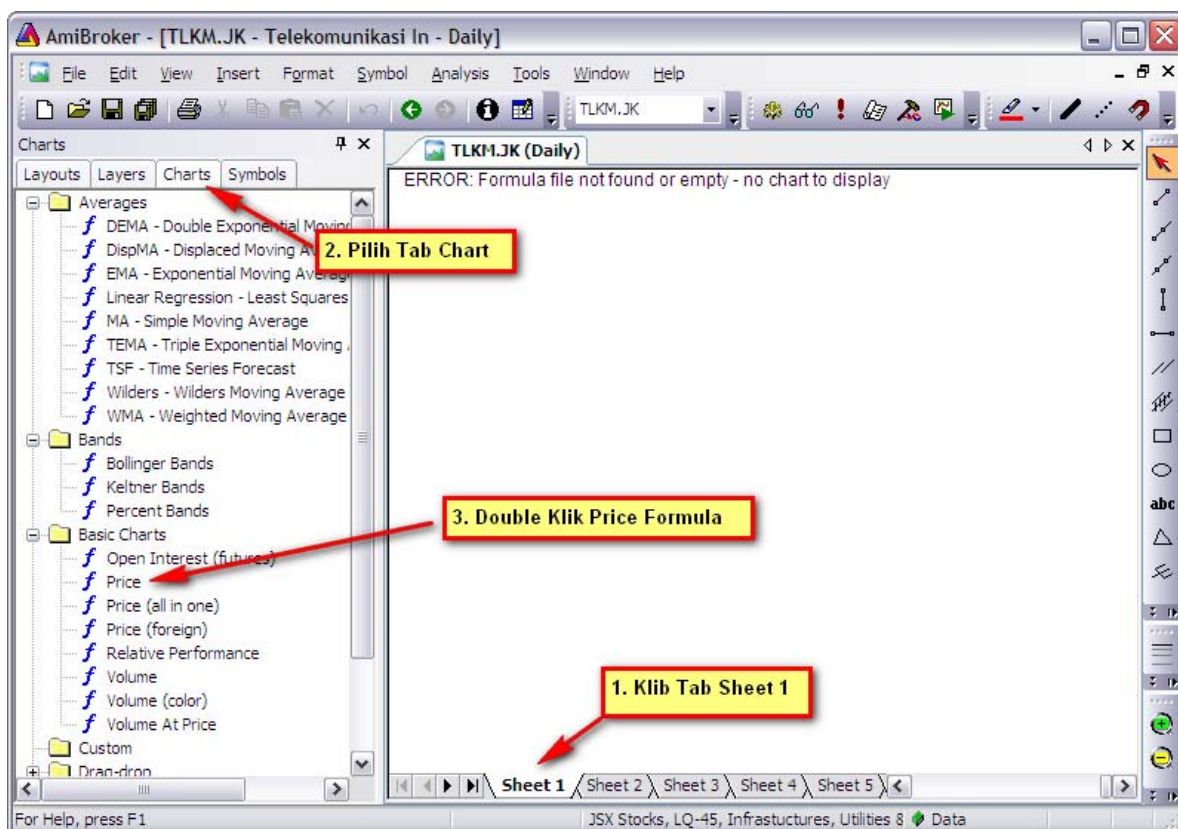 AmiBroker - [TLKM.JK - Telekomunikasi In - Daily]
File Edit View Insert Format Symbol Analysis Tools Window Help
TLKM.JK
Charts
Layouts Layers Charts Symbols
TLKM.JK (Daily)
ERROR: Formula file not found or empty - no chart to display
Averages
DEMA - Double Exponential Moving
DispMA - Displaced Moving A
2. Pilih Tab Chart
EMA - Exponential Moving Average
Linear Regression - Least Squares
MA - Simple Moving Average
TEMA - Triple Exponential Moving
TSF - Time Series Forecast
Wilders - Wilders Moving Average
WMA - Weighted Moving Average
Bands
Bollinger Bands
Keltner Bands
Percent Bands
3. Double Klik Price Formula
Basic Charts
Open Interest (futures)
Price
Price (all in one)
Price (foreign)
Relative Performance
Volume
Volume (color)
Volume At Price
Custom
Drag-drop
1. Klib Tab Sheet 1
Sheet 1 Sheet 2 Sheet 3 Sheet 4 Sheet 5
abc
For Help, press F1
JSX Stocks, LQ-45, Infrastuctures, Utilities & Data